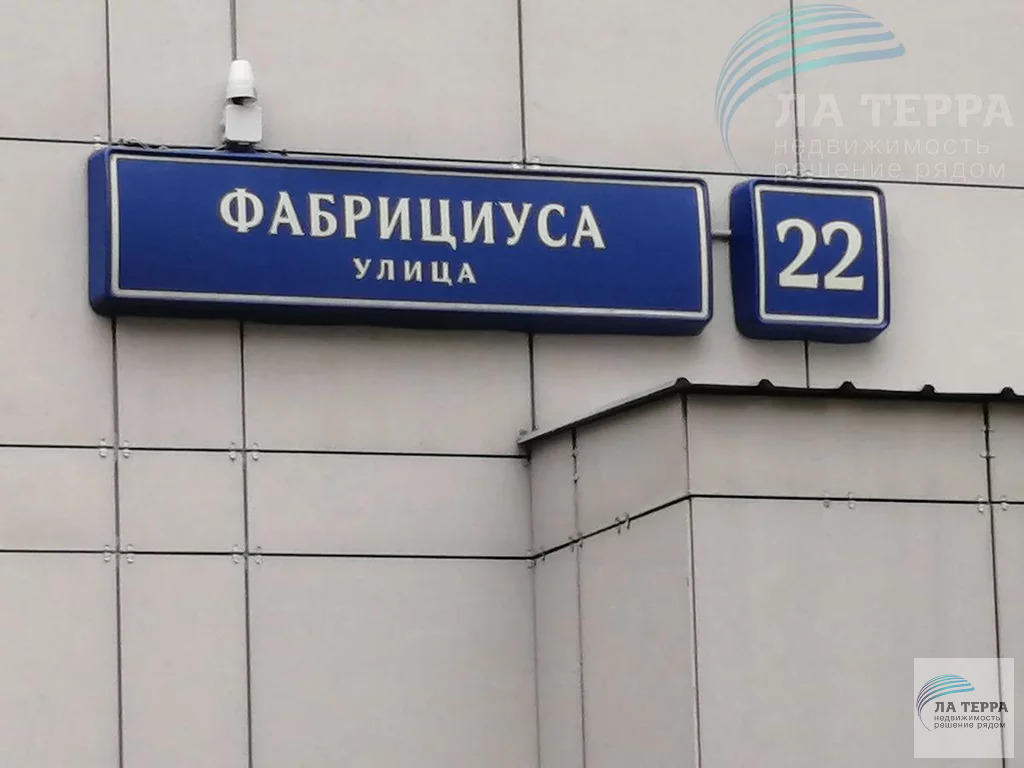 ФАБРИЦИУСА
УЛИЦА
22
ЛА ТЕРРА
недвижимость
решение рядом
ЛА ТЕРРА
недвижимость
решение рядом